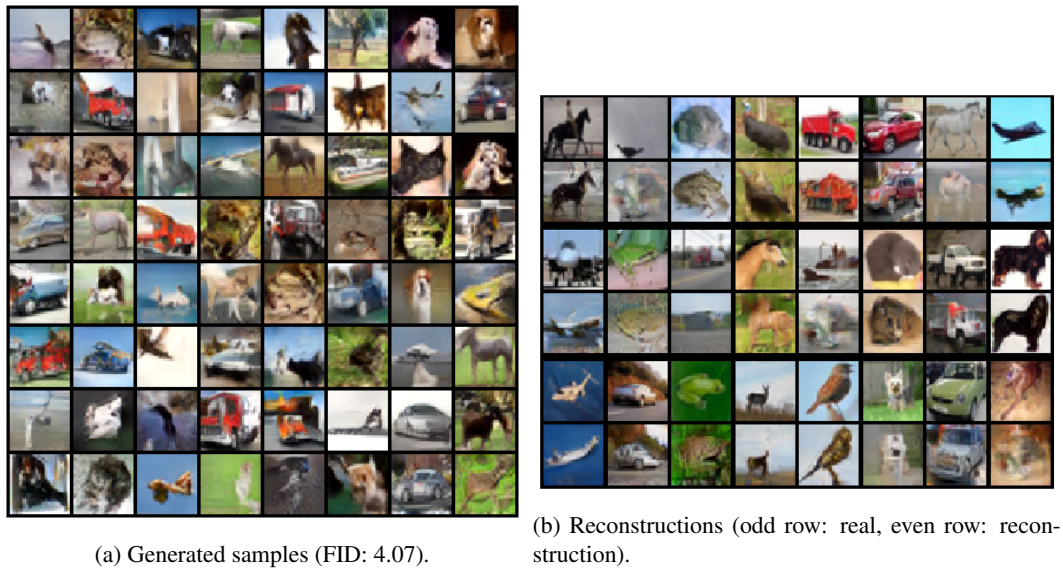 (a) Generated samples (FID: 4.07).
(b) Reconstructions (odd row: real, even row: recon-
struction).